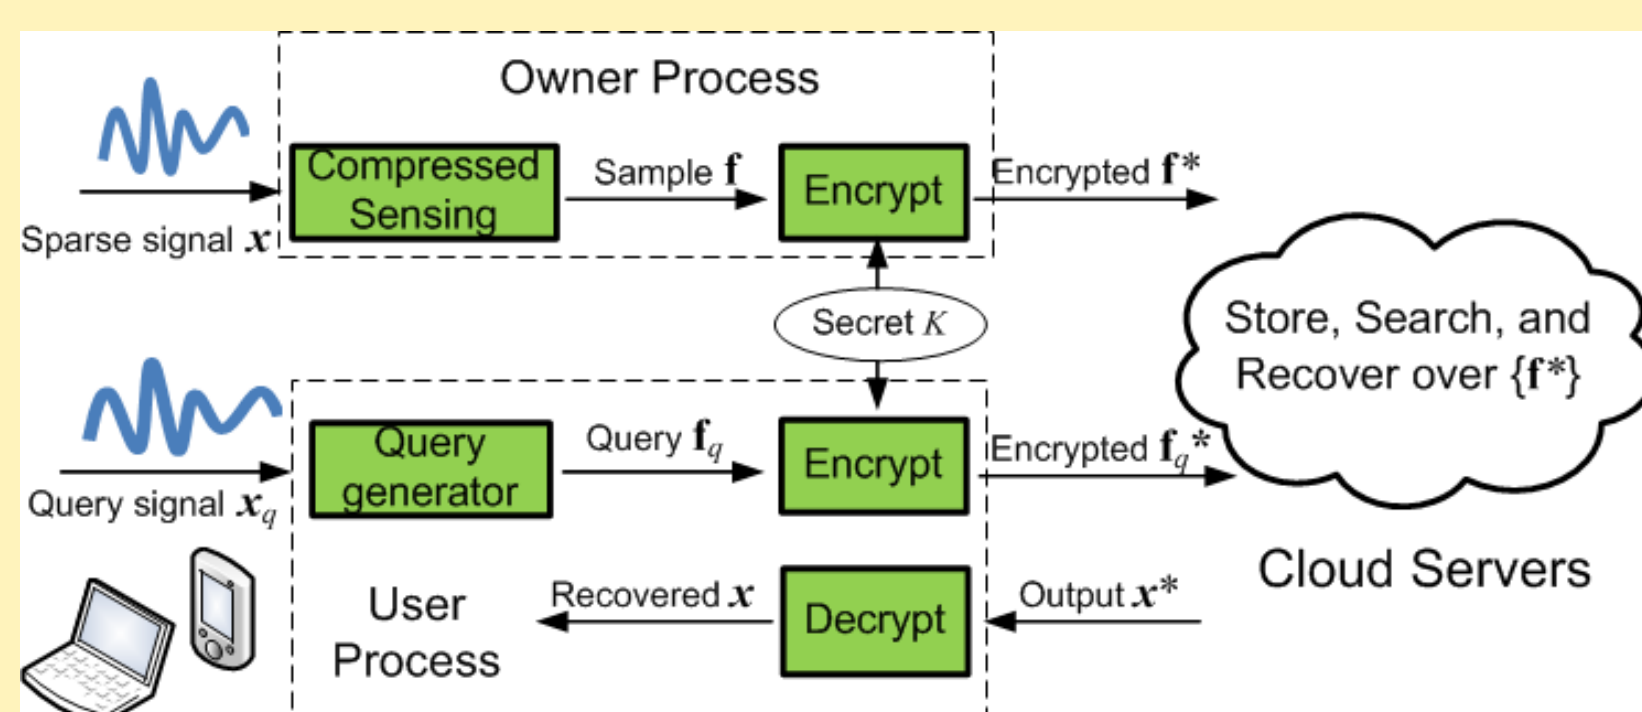 Owner Process
Compressed
Sensing
Sample f
Encrypt
Encrypted f*
Sparse signal x
Secret K
Store, Search, and
Recover over {f*}
Query
generator
Query f_q
Encrypt
Encrypted f_q*
Query signal x_q
Cloud Servers
User
Process
Recovered x
Decrypt
Output x*